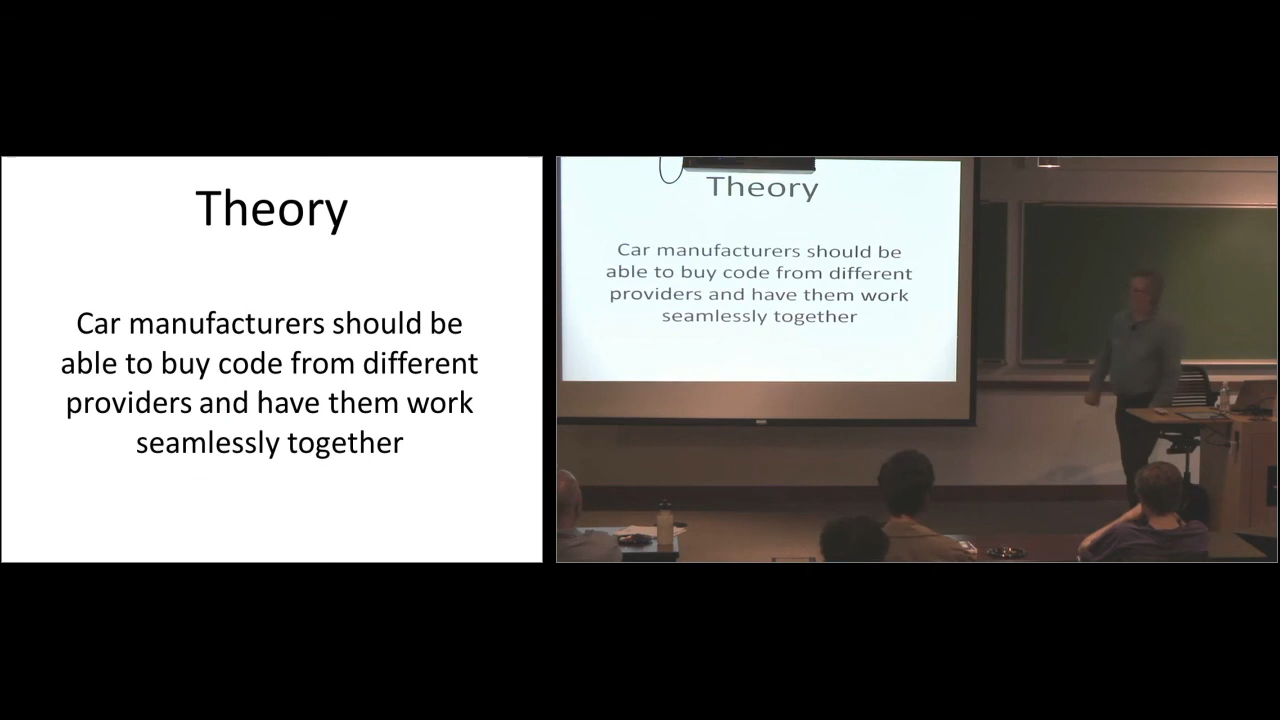 Theory
Car manufacturers should be
able to buy code from different
providers and have them work
seamlessly together
Theory
Car manufacturers should be
able to buy code from different
providers and have them work
seamlessly together